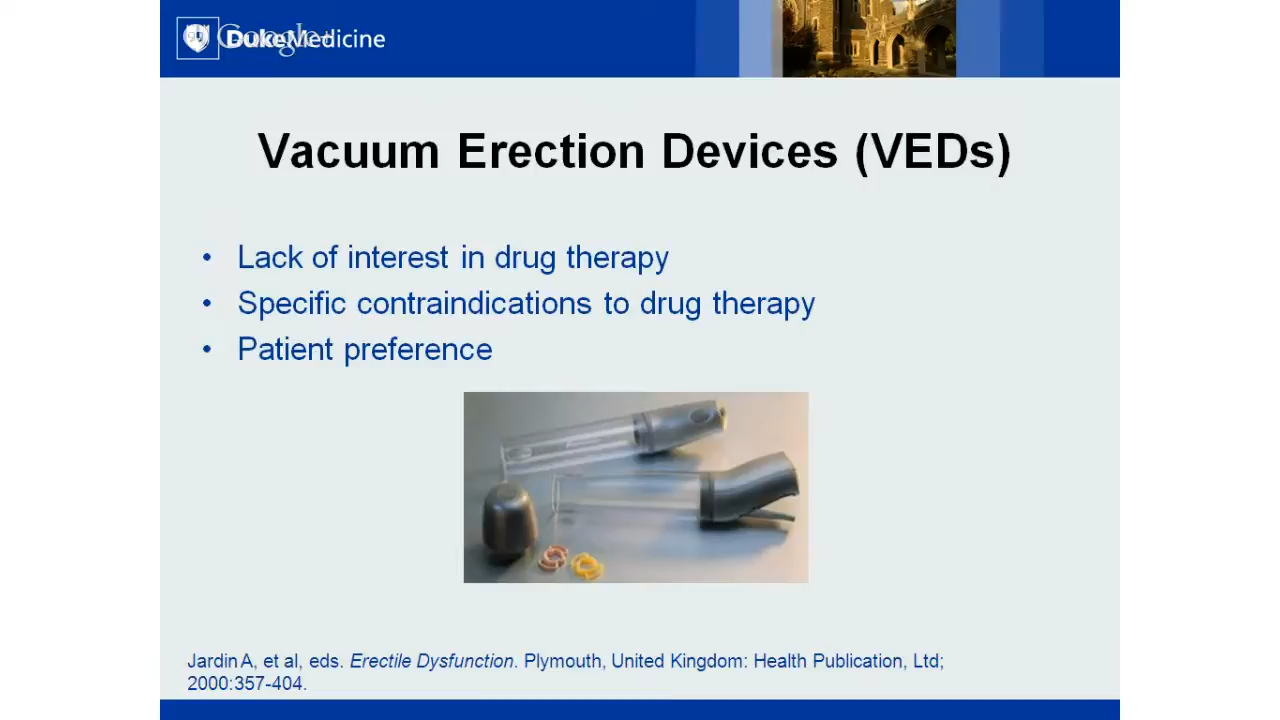 Google+
DukeMedicine
Vacuum Erection Devices (VEDs)
• Lack of interest in drug therapy
• Specific contraindications to drug therapy
• Patient preference
Jardin A, et al, eds. Erectile Dysfunction. Plymouth, United Kingdom: Health Publication, Ltd;
2000:357-404.